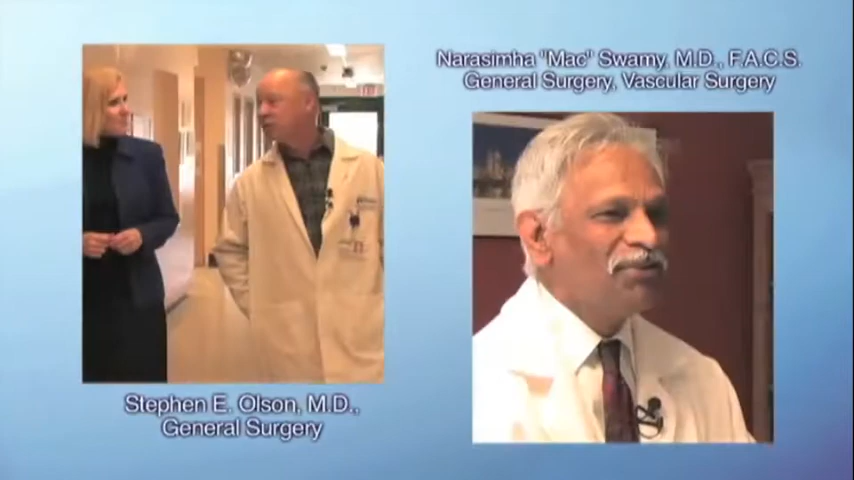 Narasimha "Mac" Swamy, M.D., F.A.C.S.
General Surgery, Vascular Surgery
Stephen E. Olson, M.D.,
General Surgery